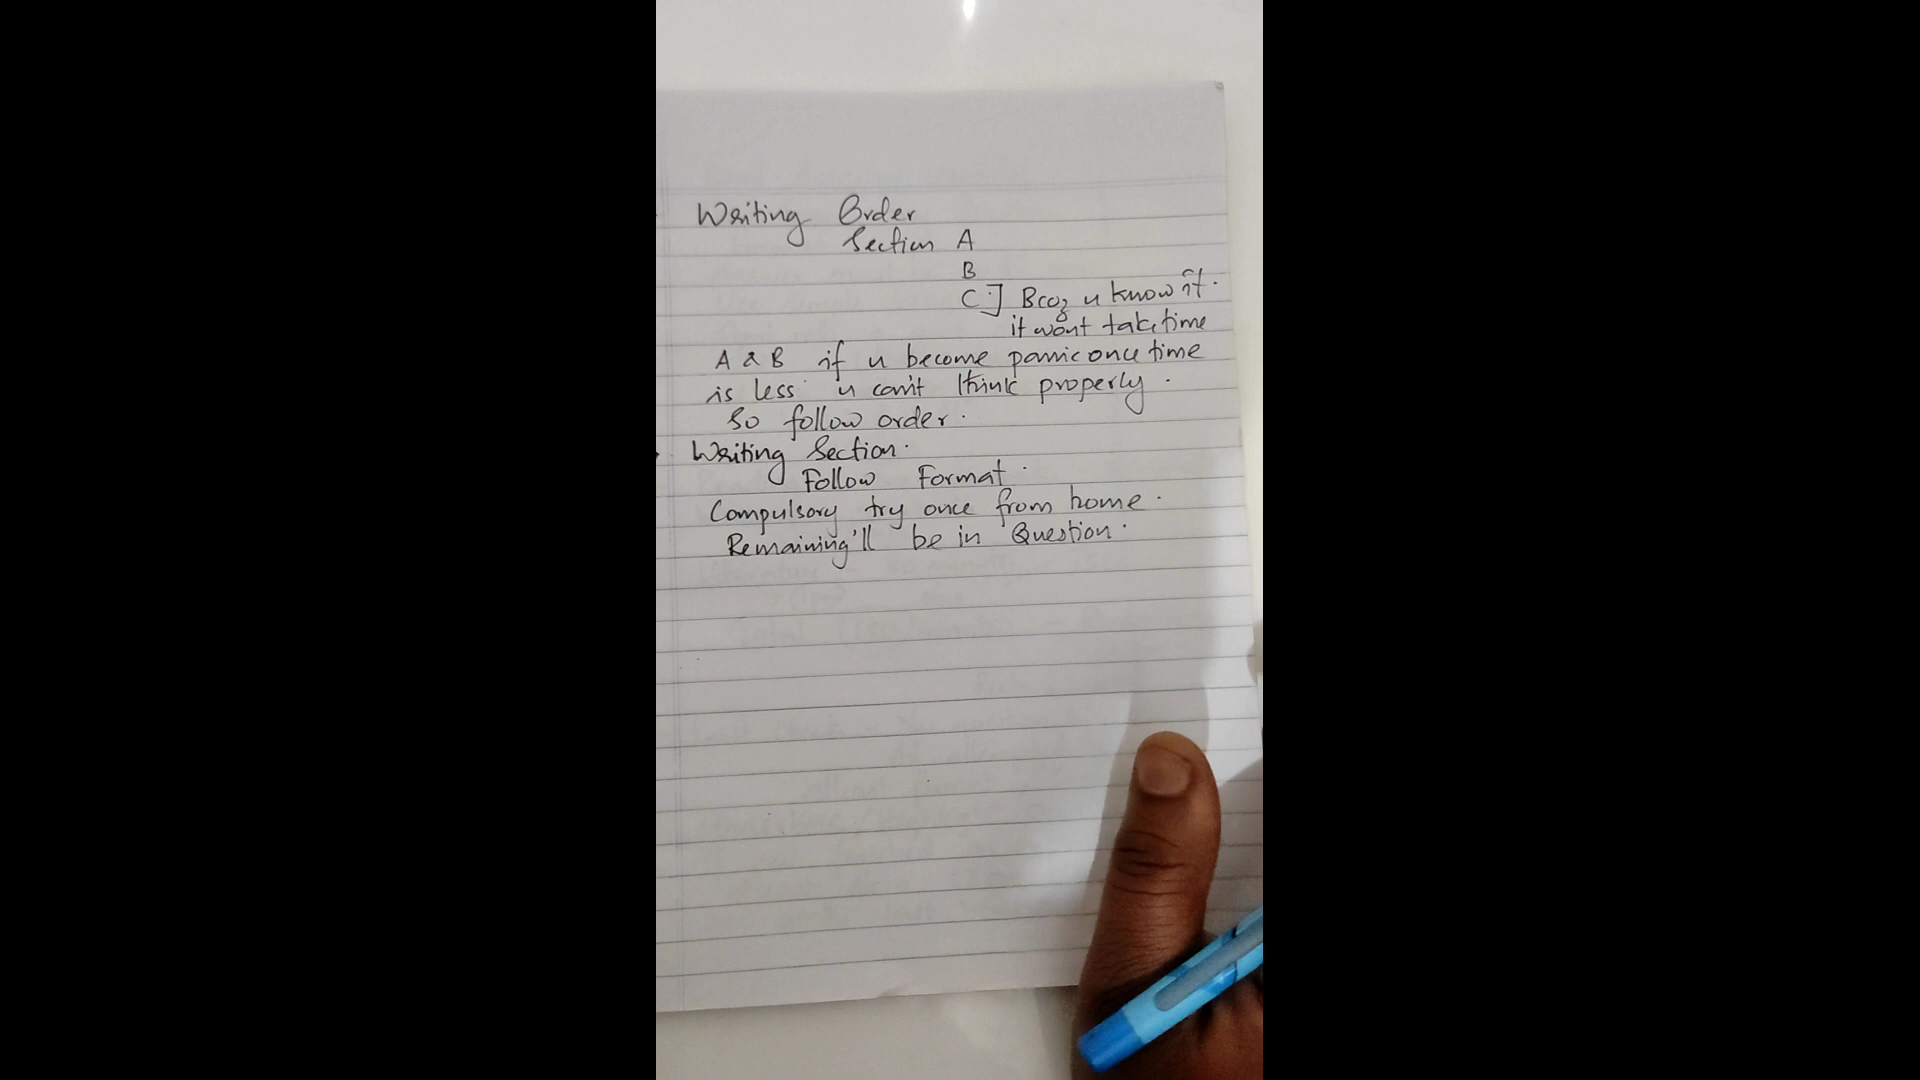 Writing Order
Section A
B
C ] Bcoz u know it.
it won't take time
A & B if u become panic once time
is less u can't think properly.
So follow order.
Writing Section.
Follow Format.
Compulsory try once from home.
Remaining'll be in Question.